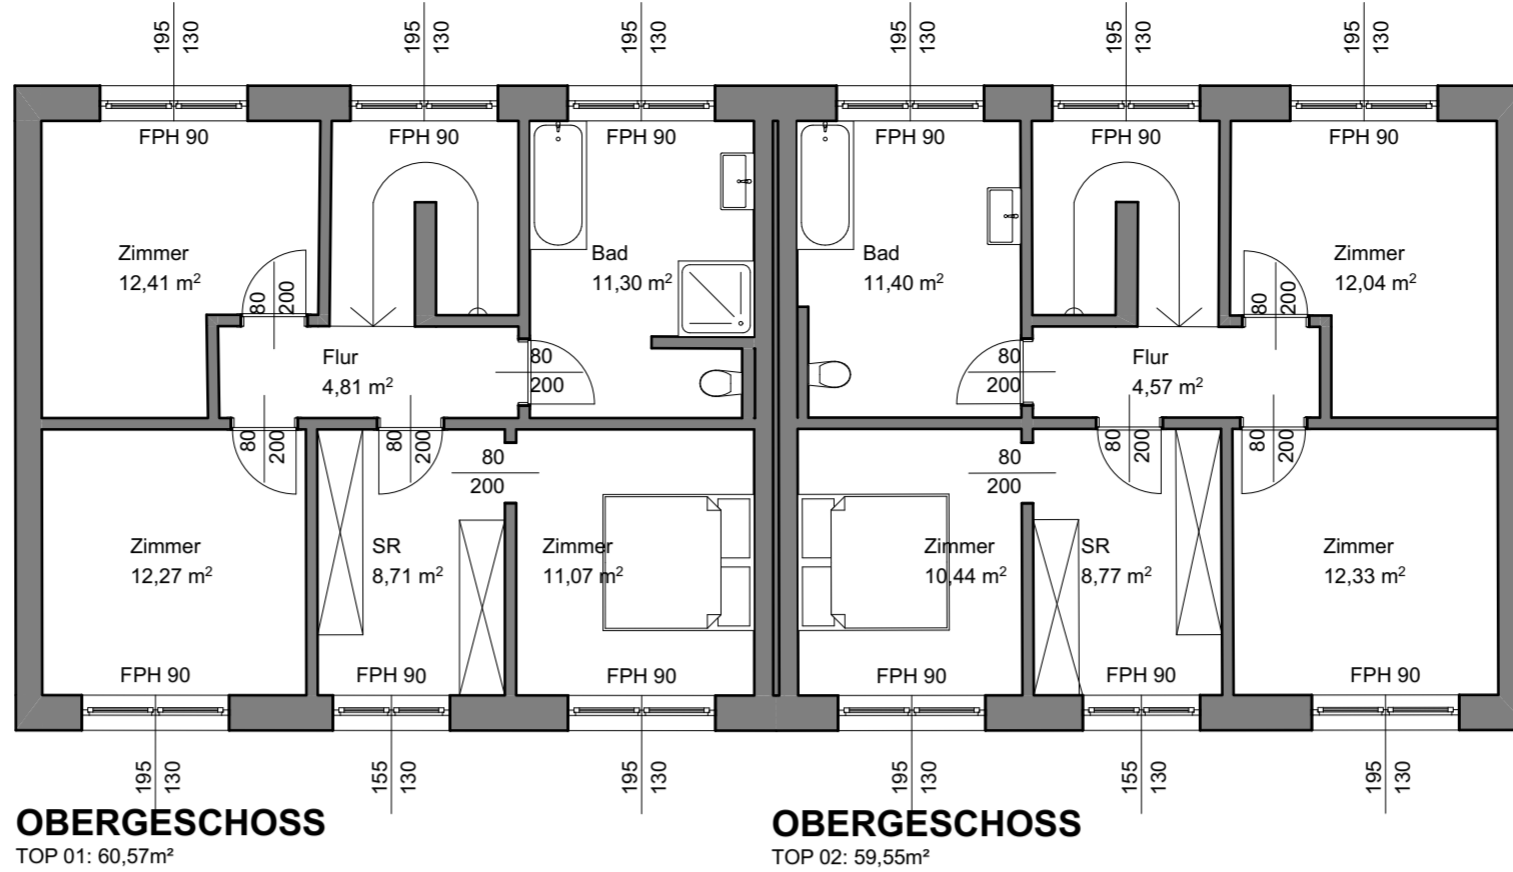 195
130
195
130
195
130
195
130
195
130
195
130
FPH 90
FPH 90
FPH 90
FPH 90
FPH 90
FPH 90
Zimmer
12,41 m²
Bad
11,30 m²
Bad
11,40 m²
Zimmer
12,04 m²
80
200
80
200
Flur
4,81 m²
80
200
80
200
Flur
4,57 m²
80
200
80
200
80
200
80
200
80
200
80
200
Zimmer
12,27 m²
SR
8,71 m²
Zimmer
11,07 m²
Zimmer
10,44 m²
SR
8,77 m²
Zimmer
12,33 m²
FPH 90
FPH 90
FPH 90
FPH 90
FPH 90
FPH 90
195
130
155
130
195
130
195
130
155
130
195
130
OBERGESCHOSS
TOP 01: 60,57m²
OBERGESCHOSS
TOP 02: 59,55m²